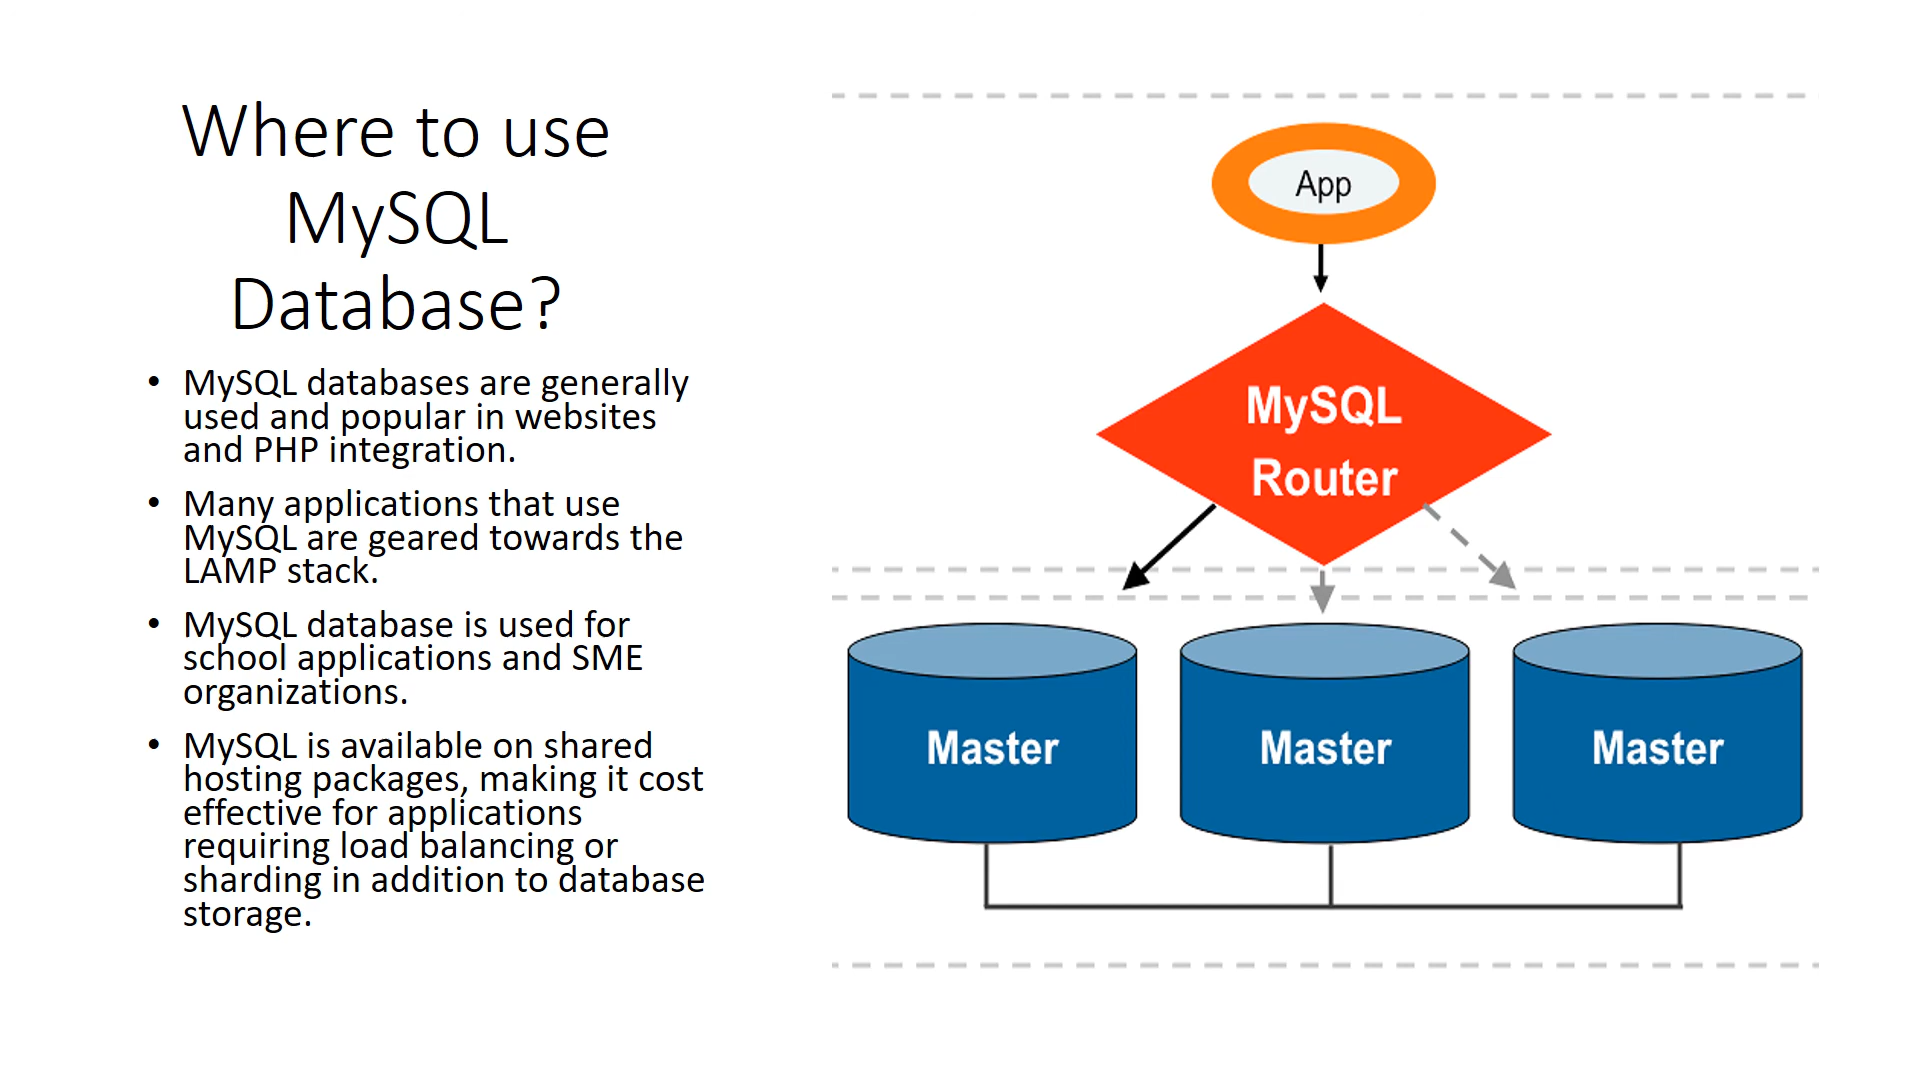 Where to use
MySQL
Database?
• MySQL databases are generally
used and popular in websites
and PHP integration.
• Many applications that use
MySQL are geared towards the
LAMP stack.
• MySQL database is used for
school applications and SME
organizations.
• MySQL is available on shared
hosting packages, making it cost
effective for applications
requiring load balancing or
sharding in addition to database
storage.
App
MySQL
Router
Master
Master
Master